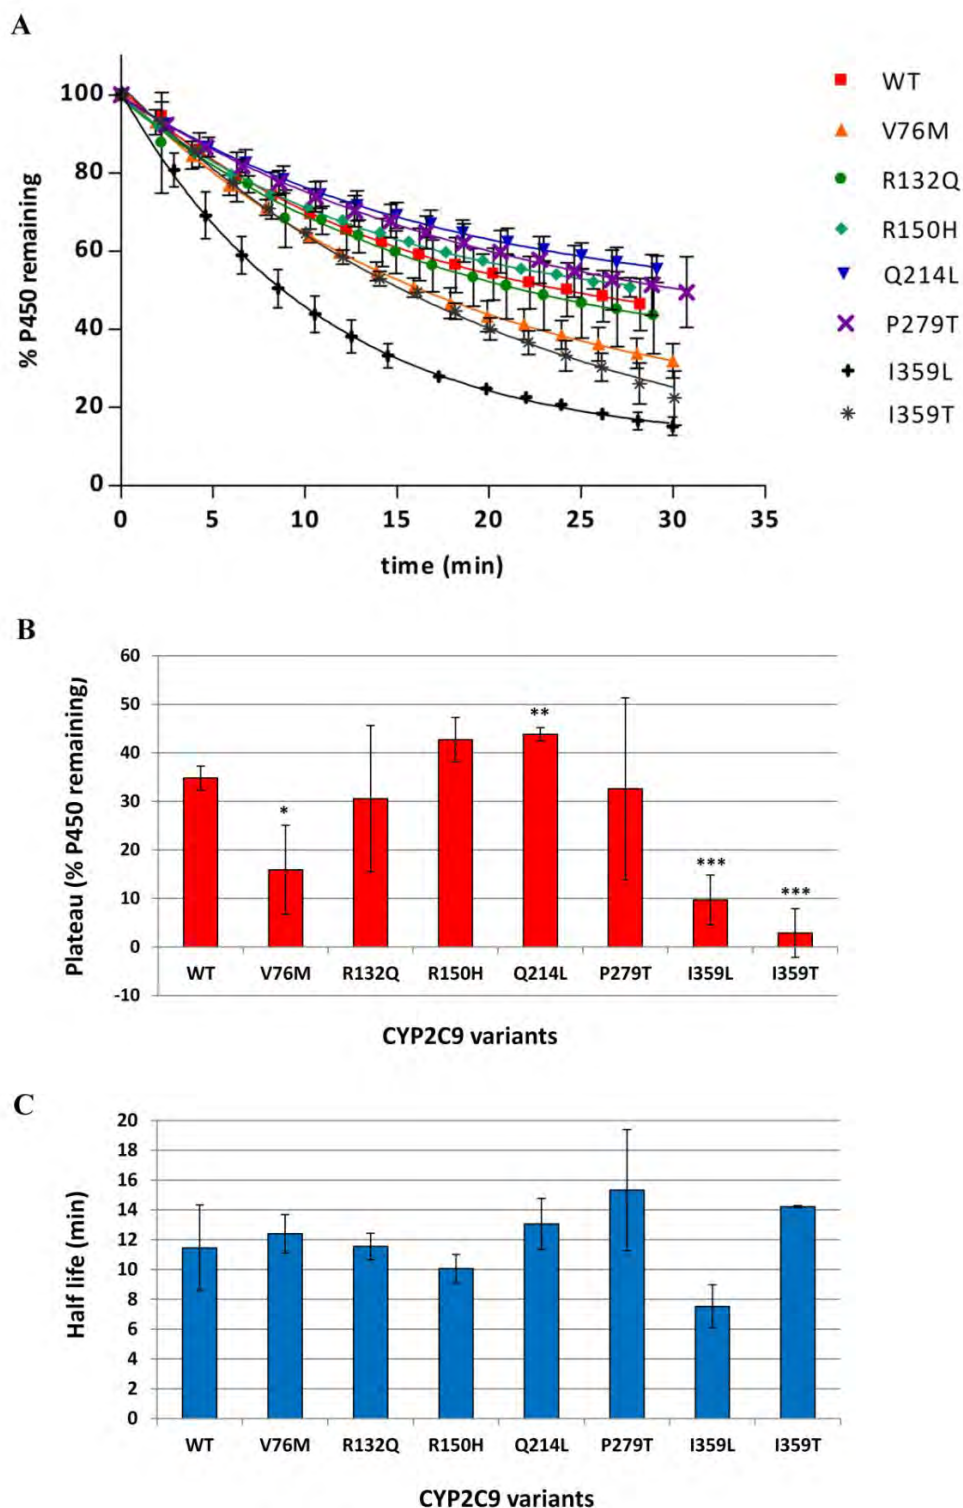 A
100
80
60
40
20
0
% P450 remaining
0 5 10 15 20 25 30 35
time (min)
WT
V76M
R132Q
R150H
Q214L
P279T
I359L
I359T
B
60
50
40
30
20
10
0
-10
Plateau (% P450 remaining)
*
**
***
***
WT V76M R132Q R150H Q214L P279T I359L I359T
CYP2C9 variants
C
20
18
16
14
12
10
8
6
4
2
0
Half life (min)
WT V76M R132Q R150H Q214L P279T I359L I359T
CYP2C9 variants